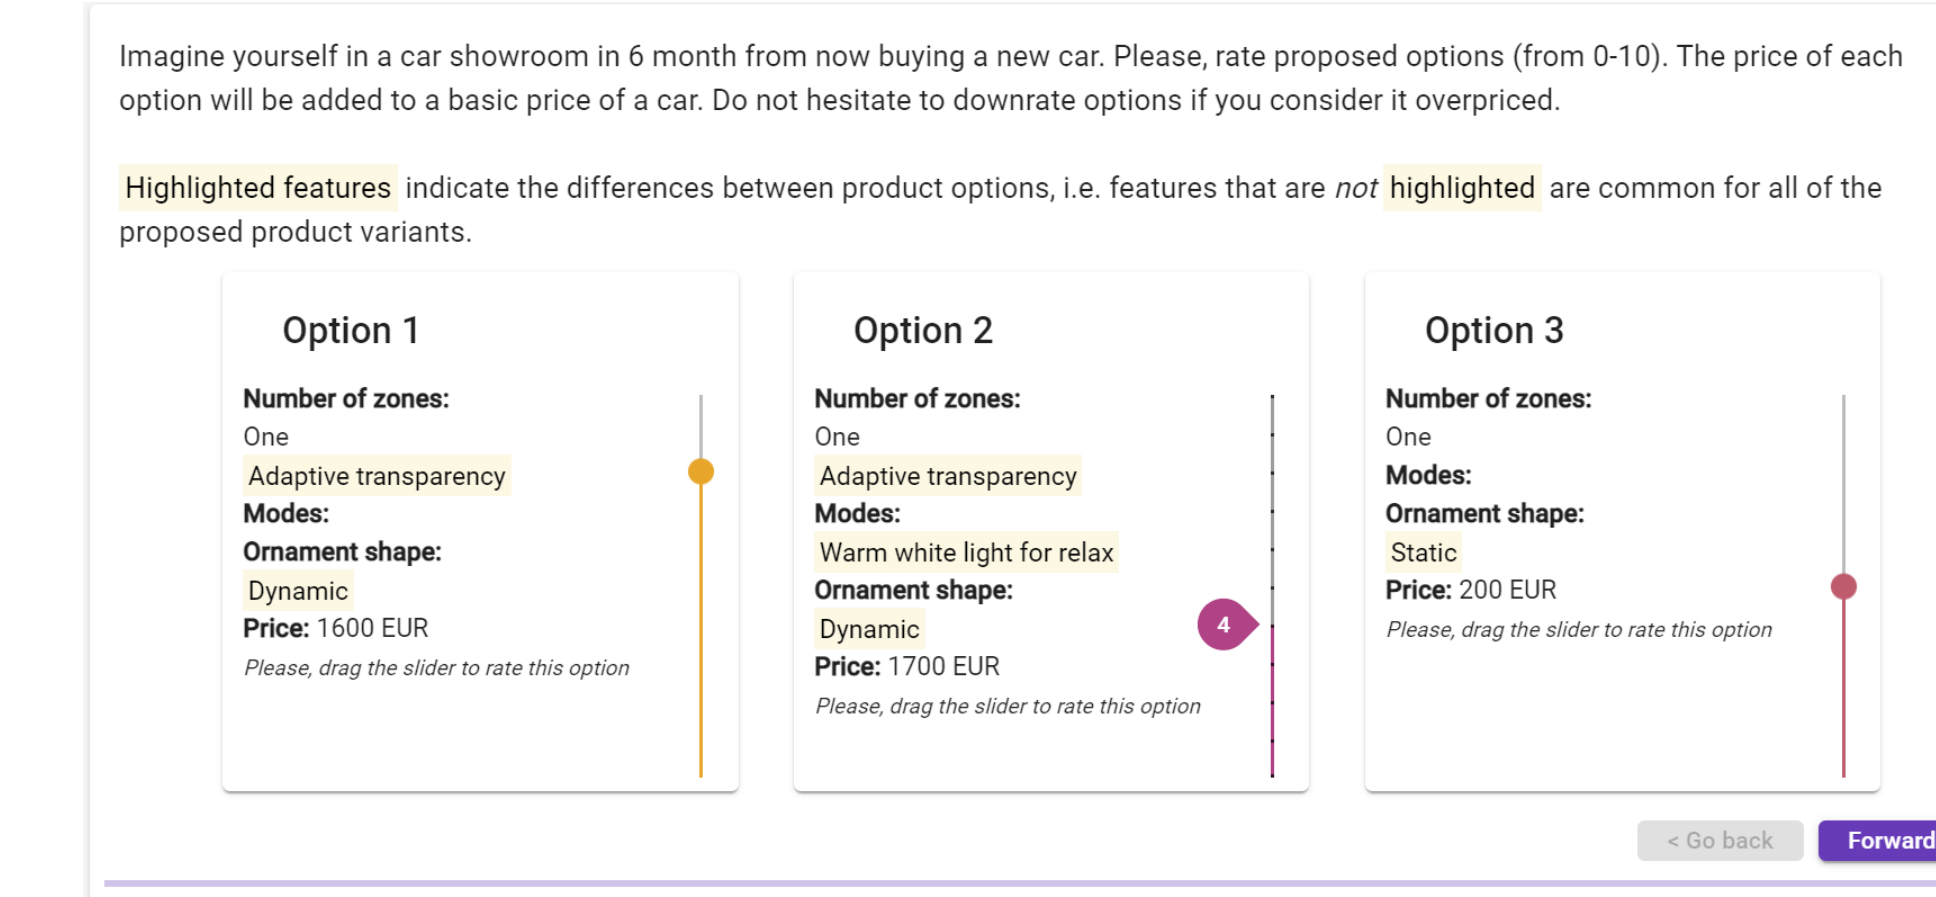 Imagine yourself in a car showroom in 6 month from now buying a new car. Please, rate proposed options (from 0-10). The price of each
option will be added to a basic price of a car. Do not hesitate to downrate options if you consider it overpriced.
Highlighted features indicate the differences between product options, i.e. features that are not highlighted are common for all of the
proposed product variants.
Option 1
Number of zones:
One
Adaptive transparency
Modes:
Ornament shape:
Dynamic
Price: 1600 EUR
Please, drag the slider to rate this option
Option 2
Number of zones:
One
Adaptive transparency
Modes:
Warm white light for relax
Ornament shape:
Dynamic
Price: 1700 EUR
Please, drag the slider to rate this option
4
Option 3
Number of zones:
One
Modes:
Ornament shape:
Static
Price: 200 EUR
Please, drag the slider to rate this option
< Go back
Forward